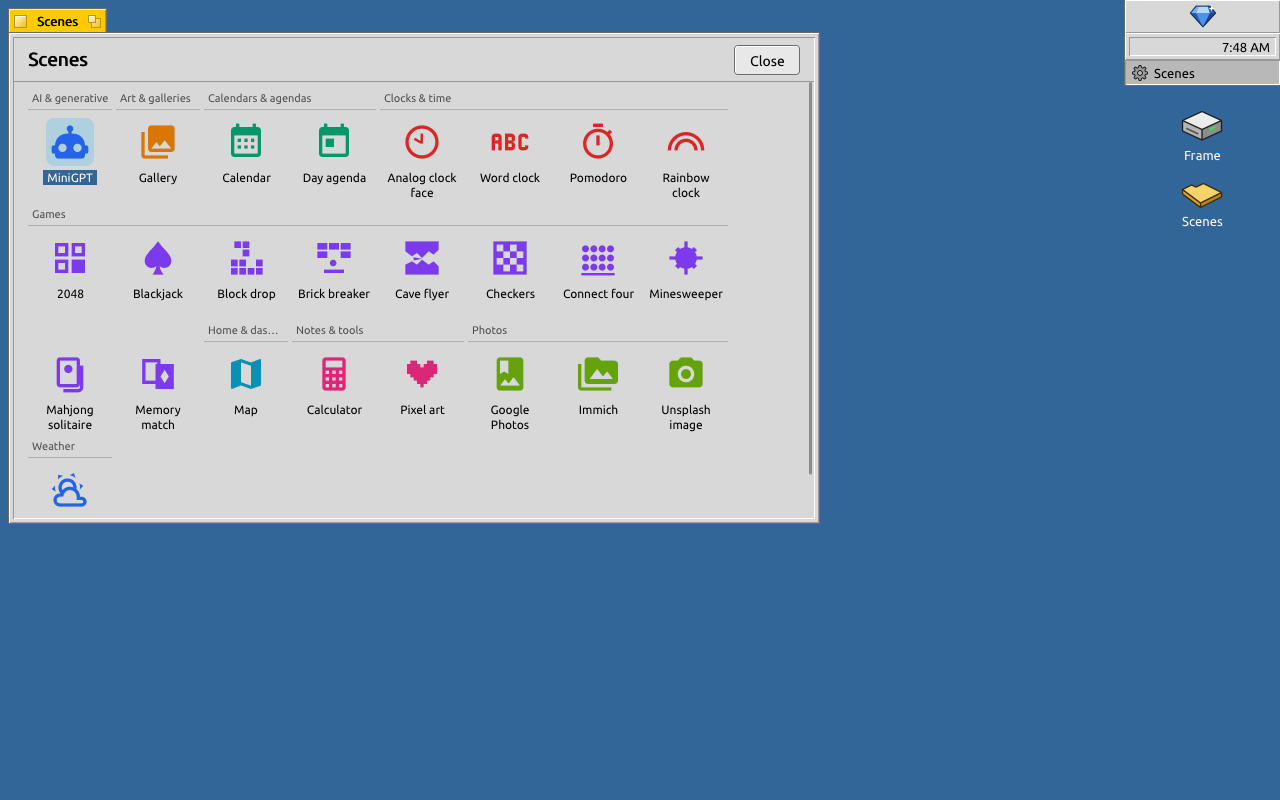 Scenes
7:48 AM
Scenes
Scenes
Close
AI & generative
Art & galleries
Calendars & agendas
Clocks & time
MiniGPT
Gallery
Calendar
Day agenda
Analog clock
face
ABC
Word clock
Pomodoro
Rainbow
clock
Games
2048
Blackjack
Block drop
Brick breaker
Cave flyer
Checkers
Connect four
Minesweeper
Home & das…
Notes & tools
Photos
Mahjong
solitaire
Memory
match
Map
Calculator
Pixel art
Google
Photos
Immich
Unsplash
image
Weather
Frame
Scenes